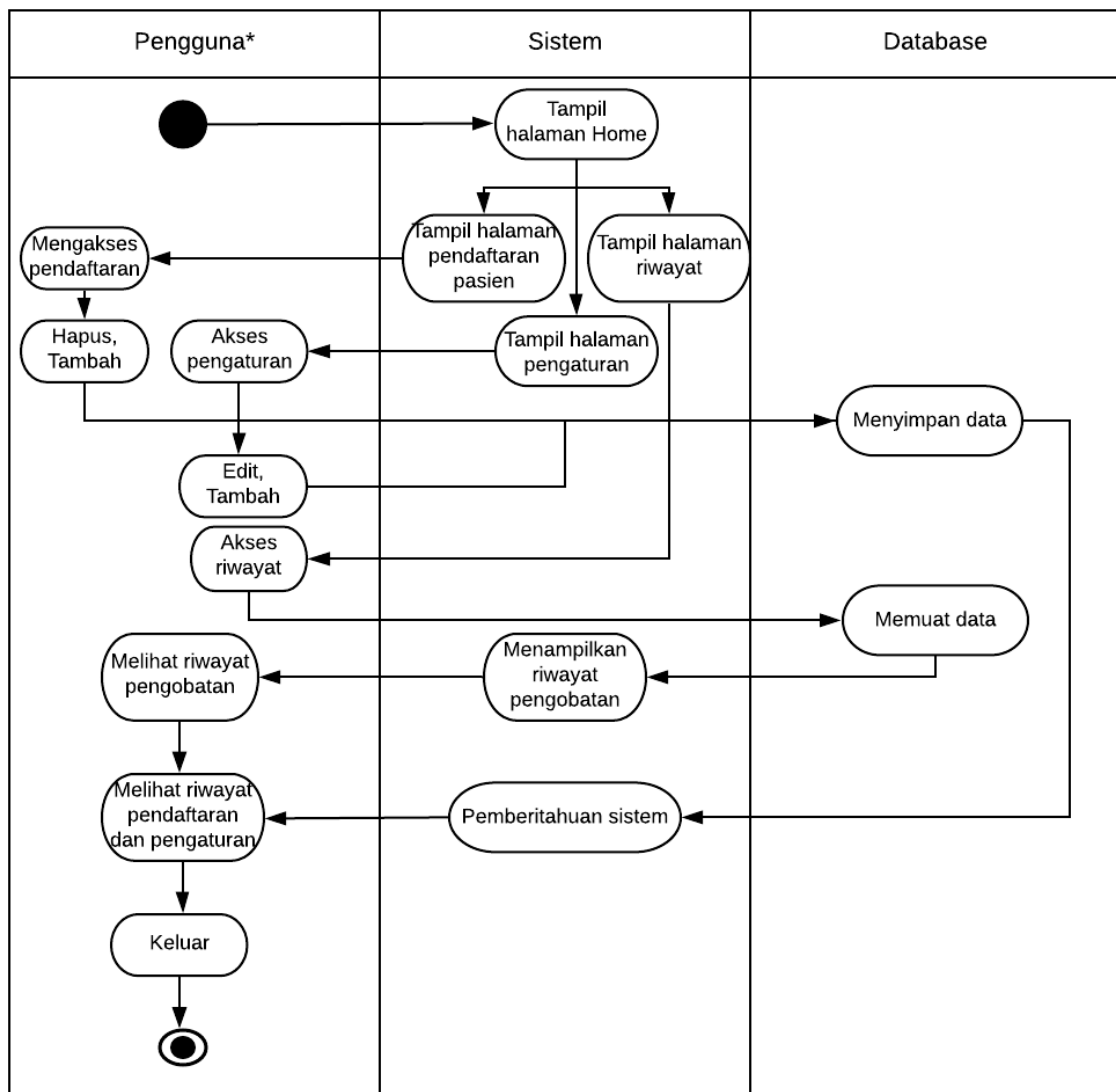 Pengguna*
Sistem
Database
Tampil
halaman Home
Mengakses
pendaftaran
Tampil halaman
pendaftaran
pasien
Tampil halaman
riwayat
Hapus,
Tambah
Akses
pengaturan
Tampil halaman
pengaturan
Menyimpan data
Edit,
Tambah
Akses
riwayat
Memuat data
Melihat riwayat
pengobatan
Menampilkan
riwayat
pengobatan
Melihat riwayat
pendaftaran
dan pengaturan
Pemberitahuan sistem
Keluar